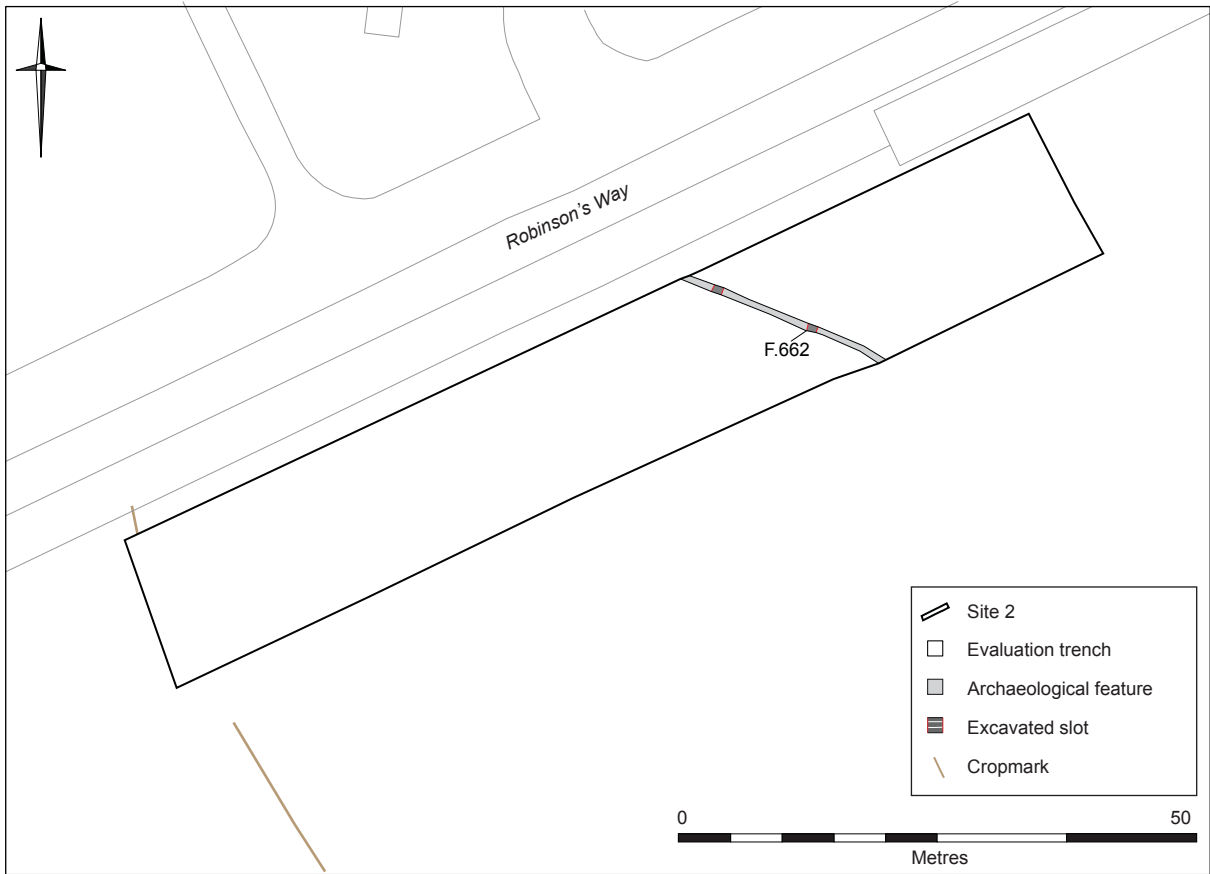 Robinson's Way
F.662
Site 2
Evaluation trench
Archaeological feature
Excavated slot
Cropmark
0 50
Metres